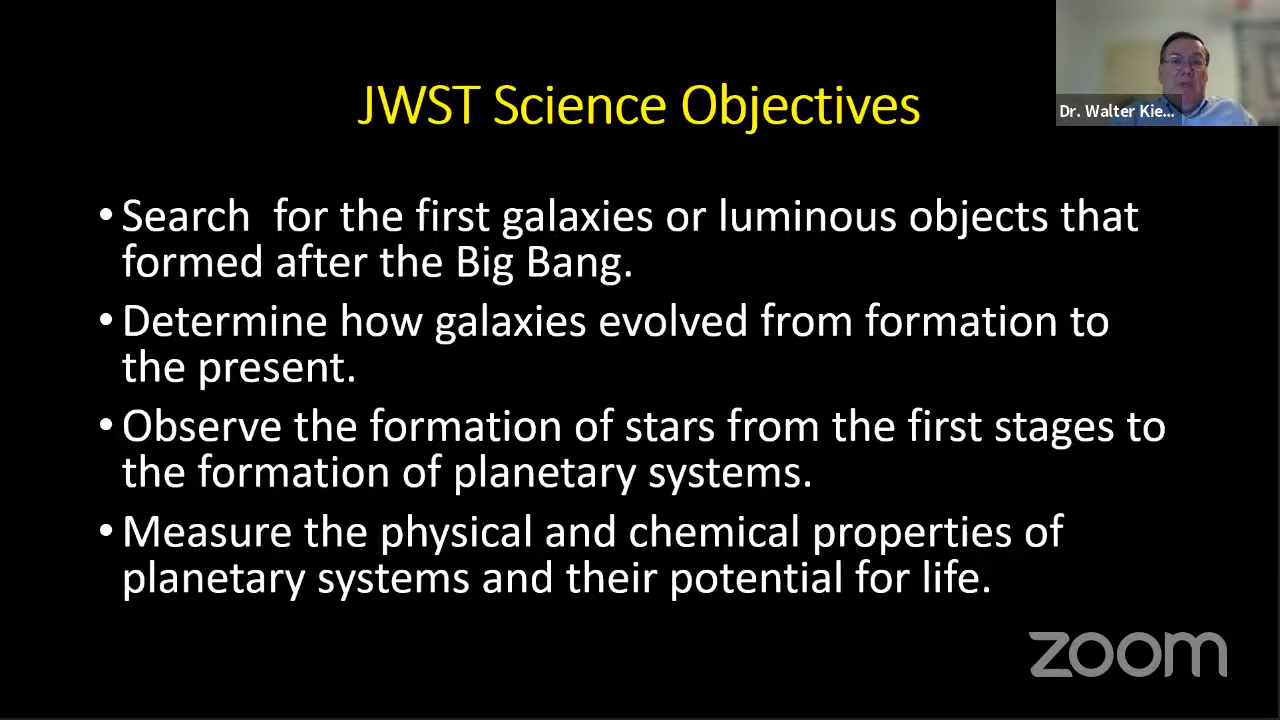 JWST Science Objectives
Dr. Walter Kie...
• Search for the first galaxies or luminous objects that
formed after the Big Bang.
• Determine how galaxies evolved from formation to
the present.
• Observe the formation of stars from the first stages to
the formation of planetary systems.
• Measure the physical and chemical properties of
planetary systems and their potential for life.
zoom